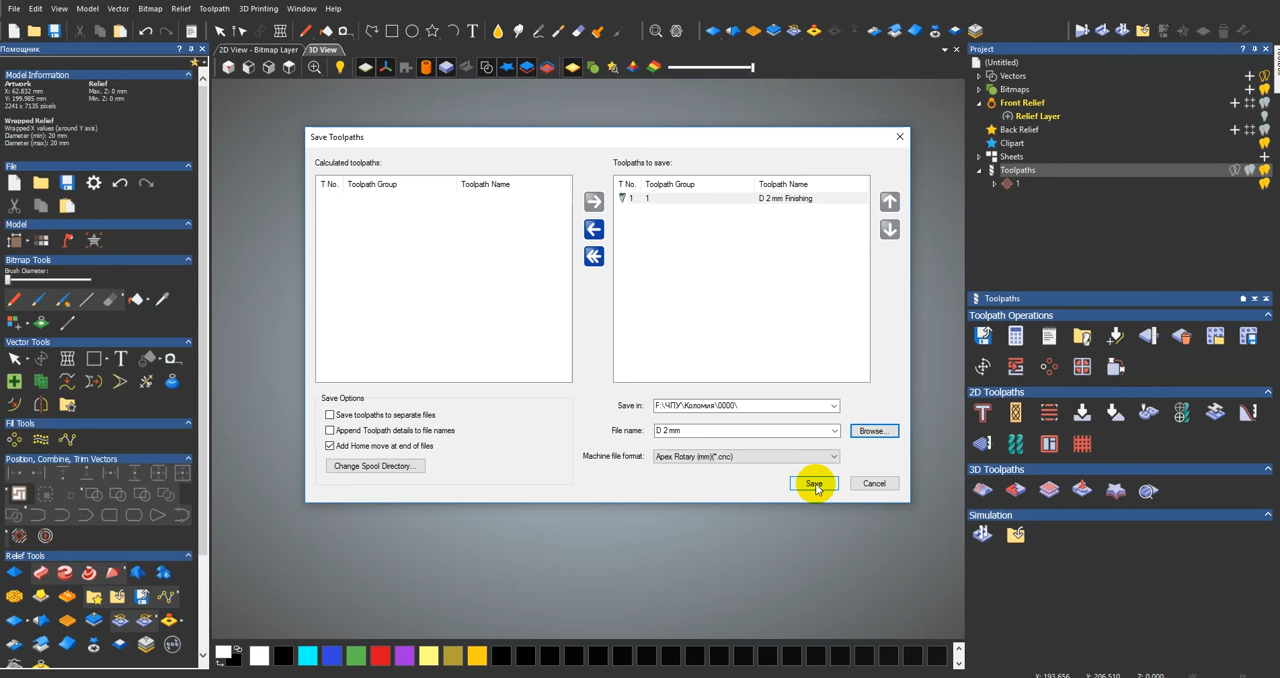 File Edit View Model Vector Bitmap Relief Toolpath 3D Printing Window Help
Помощник
2D View - Bitmap Layer 3D View
Project
Model Information
Artwork Relief
X: 62.832 mm Max. Z: 0 mm
Y: 199.985 mm Min. Z: 0 mm
2241 x 7135 pixels
Wrapped Relief
Wrapped X values (around Y axis)
Diameter (min): 20 mm
Diameter (max): 20 mm
File
Model
Bitmap Tools
Brush Diameter:
Vector Tools
Position, Combine, Trim Vectors
Relief Tools
Save Toolpaths
Calculated toolpaths:
T No. Toolpath Group Toolpath Name
Toolpaths to save:
T No. Toolpath Group Toolpath Name
1 1 D 2 mm Finishing
Save Options
Save toolpaths to separate files
Append Toolpath details to file names
Add Home move at end of files
Change Spool Directory...
Save in: F:\ЧПУ\Коломия\0000\
File name: D 2 mm
Browse...
Machine file format: Apex Rotary (mm)(*.cnc)
Save Cancel
(Untitled)
Vectors
Bitmaps
Front Relief
Relief Layer
Back Relief
Clipart
Sheets
Toolpaths
1
Toolpaths
Toolpath Operations
2D Toolpaths
3D Toolpaths
Simulation
X: 193.656 Y: 206.510 Z: 0.000